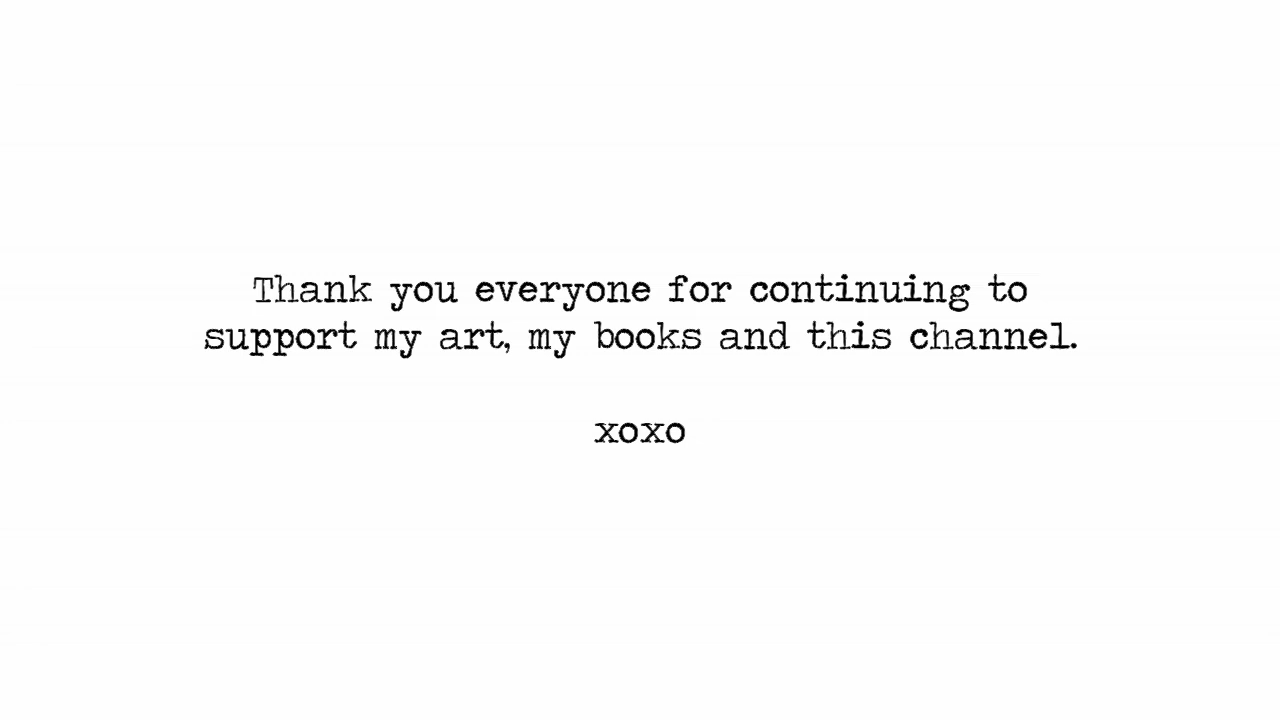 Thank you everyone for continuing to
support my art, my books and this channel.
xoxo